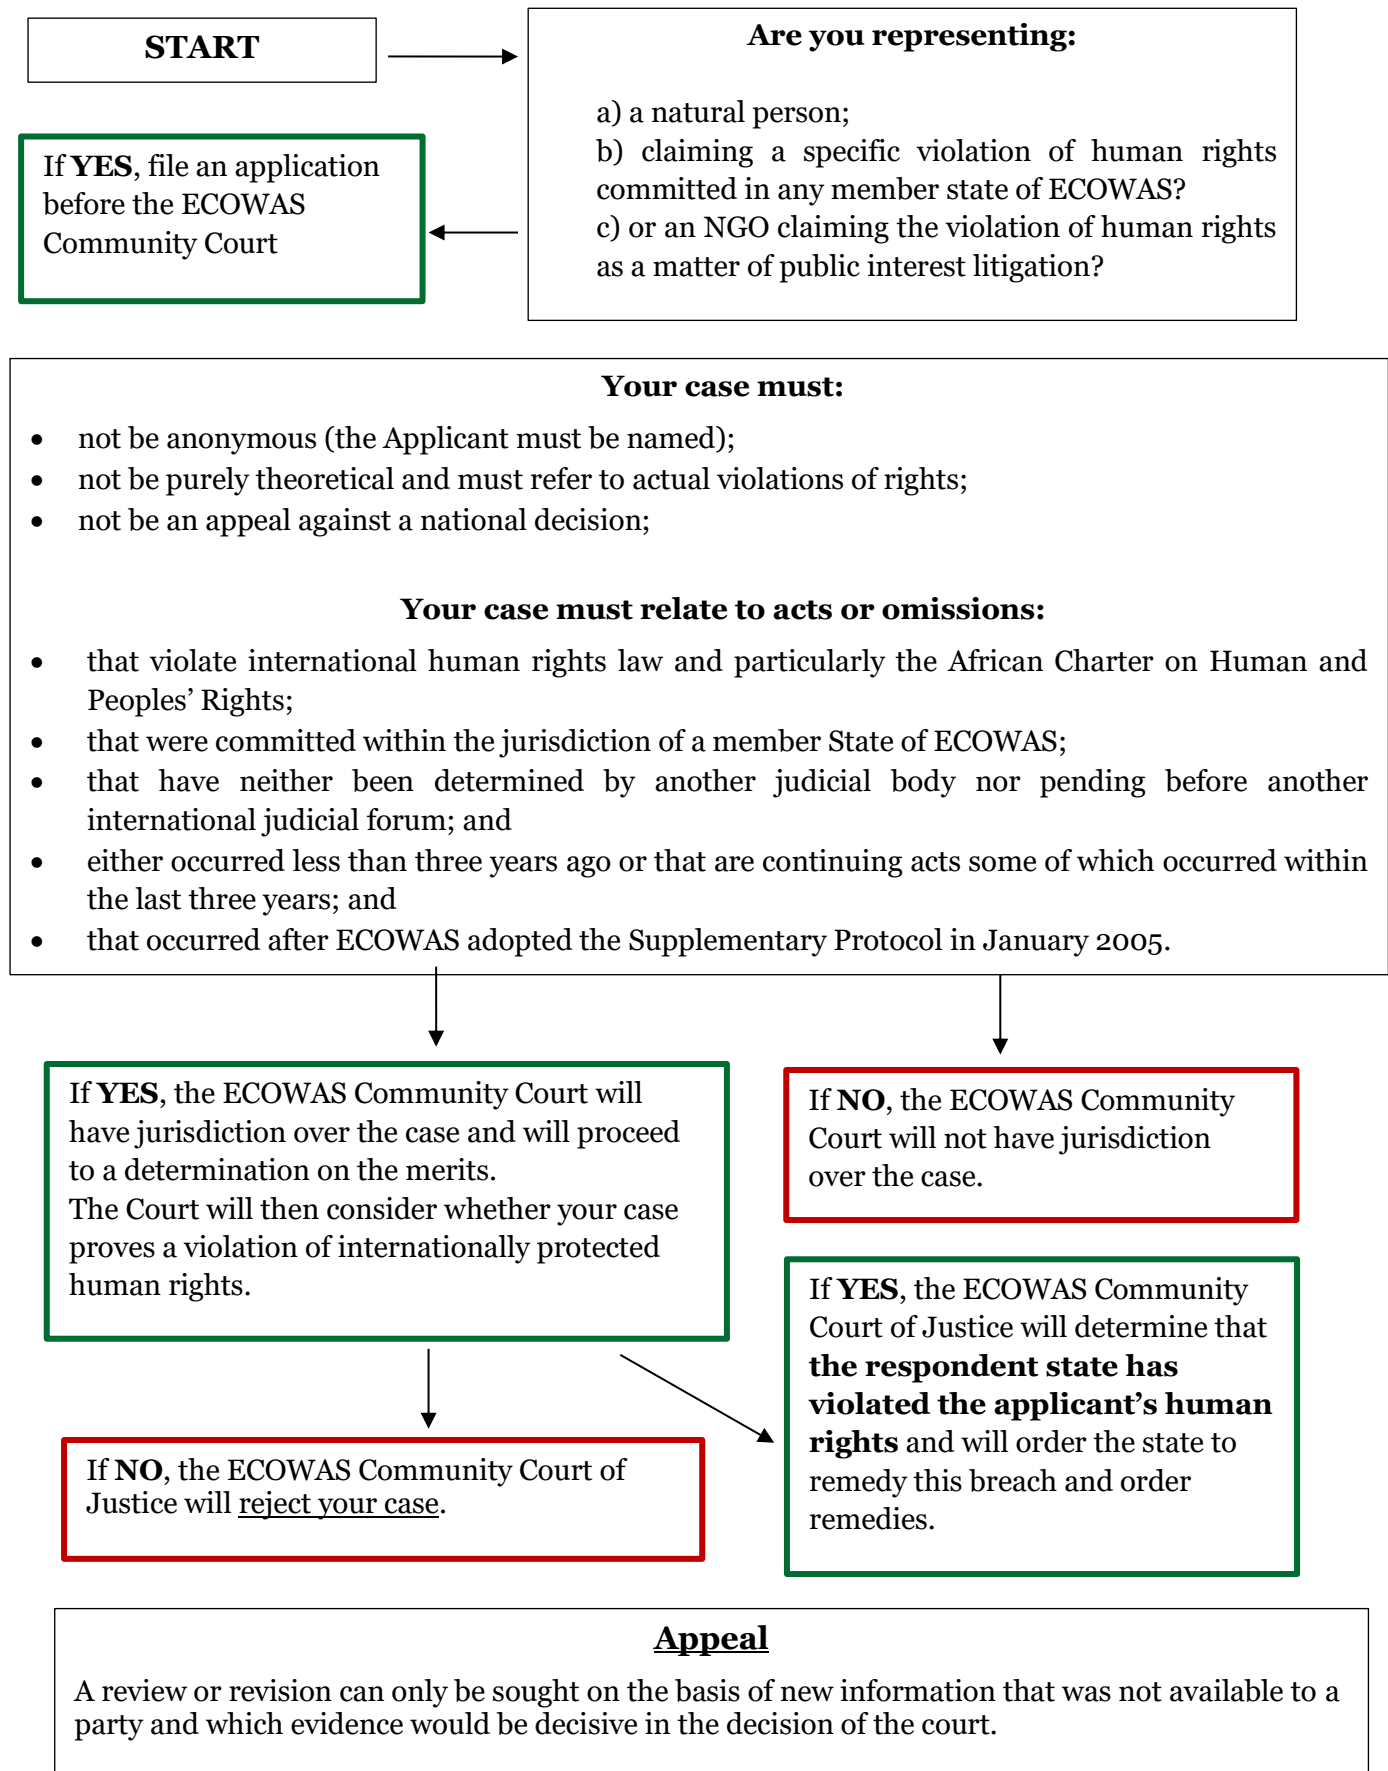 START
Are you representing:
a) a natural person;
b) claiming a specific violation of human rights
committed in any member state of ECOWAS?
c) or an NGO claiming the violation of human rights
as a matter of public interest litigation?
If YES, file an application
before the ECOWAS
Community Court
Your case must:
• not be anonymous (the Applicant must be named);
• not be purely theoretical and must refer to actual violations of rights;
• not be an appeal against a national decision;
Your case must relate to acts or omissions:
• that violate international human rights law and particularly the African Charter on Human and
Peoples’ Rights;
• that were committed within the jurisdiction of a member State of ECOWAS;
• that have neither been determined by another judicial body nor pending before another
international judicial forum; and
• either occurred less than three years ago or that are continuing acts some of which occurred within
the last three years; and
• that occurred after ECOWAS adopted the Supplementary Protocol in January 2005.
If YES, the ECOWAS Community Court will
have jurisdiction over the case and will proceed
to a determination on the merits.
The Court will then consider whether your case
proves a violation of internationally protected
human rights.
If NO, the ECOWAS Community
Court will not have jurisdiction
over the case.
If YES, the ECOWAS Community
Court of Justice will determine that
the respondent state has
violated the applicant’s human
rights and will order the state to
remedy this breach and order
remedies.
If NO, the ECOWAS Community Court of
Justice will reject your case.
Appeal
A review or revision can only be sought on the basis of new information that was not available to a
party and which evidence would be decisive in the decision of the court.